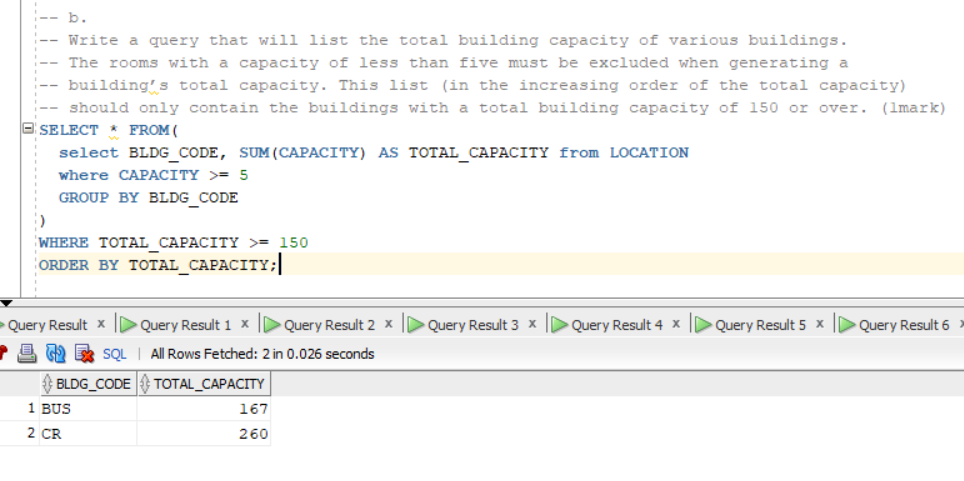 -- b.
-- Write a query that will list the total building capacity of various buildings.
-- The rooms with a capacity of less than five must be excluded when generating a
-- building's total capacity. This list (in the increasing order of the total capacity)
-- should only contain the buildings with a total building capacity of 150 or over. (1mark)
SELECT * FROM(
select BLDG_CODE, SUM(CAPACITY) AS TOTAL_CAPACITY from LOCATION
where CAPACITY >= 5
GROUP BY BLDG_CODE
)
WHERE TOTAL_CAPACITY >= 150
ORDER BY TOTAL_CAPACITY;
Query Result x Query Result 1 x Query Result 2 x Query Result 3 x Query Result 4 x Query Result 5 x Query Result 6 x
SQL | All Rows Fetched: 2 in 0.026 seconds
BLDG_CODE TOTAL_CAPACITY
1 BUS 167
2 CR 260